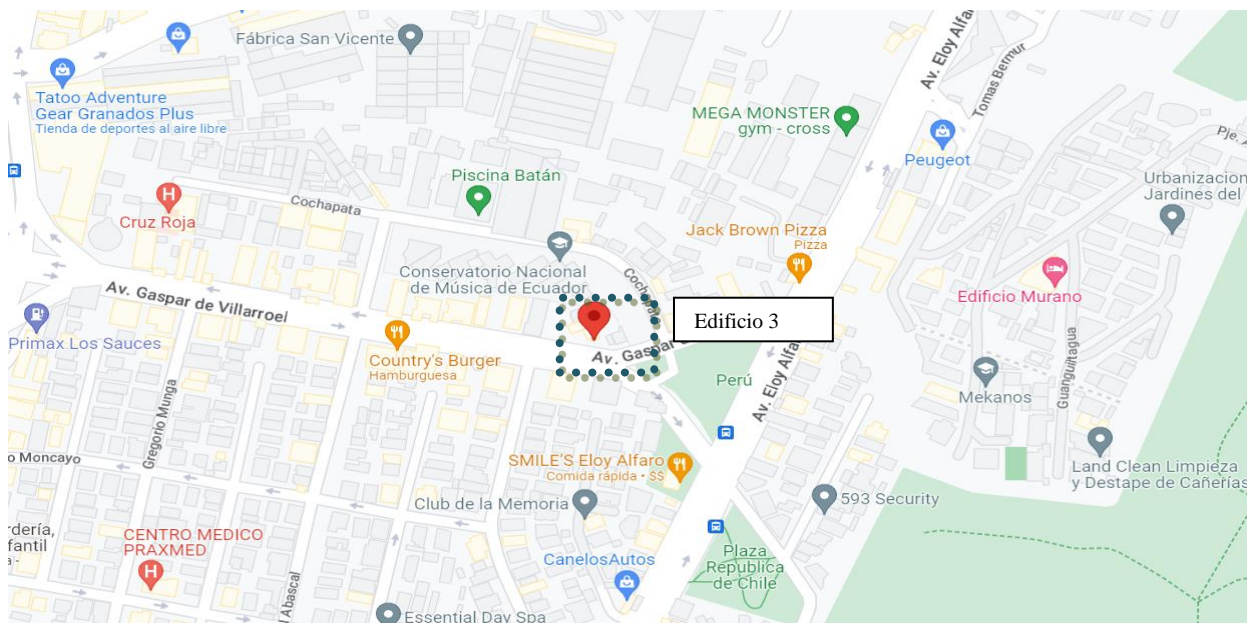 Fábrica San Vicente
Tatoo Adventure
Gear Granados Plus
Tienda de deportes al aire libre
MEGA MONSTER
gym - cross
Av. Eloy Alfa
Tomas Bermur
Peugeot
Pje.
Urbanizacion
Jardines del
Piscina Batán
Cochapata
Cruz Roja
Jack Brown Pizza
Pizza
Conservatorio Nacional
de Música de Ecuador
Cochapata
Edificio Murano
Av. Gaspar de Villarroel
Edificio 3
Primax Los Sauces
Country's Burger
Hamburguesa
Av. Gaspar
Perú
Av. Eloy Alfaro
Guanguiltagua
Mekanos
Gregorio Munga
o Moncayo
SMILE'S Eloy Alfaro
Comida rápida • $$
Land Clean Limpieza
y Destape de Cañerías
Club de la Memoria
593 Security
rdería,
fantil
CENTRO MEDICO
PRAXMED
CanelosAutos
Plaza
Republica
de Chile
Abascal
Essential Day Spa